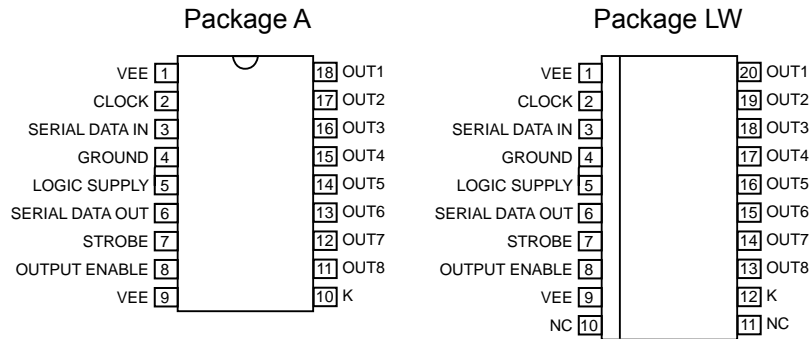 Package A
VEE 1 18 OUT1
CLOCK 2 17 OUT2
SERIAL DATA IN 3 16 OUT3
GROUND 4 15 OUT4
LOGIC SUPPLY 5 14 OUT5
SERIAL DATA OUT 6 13 OUT6
STROBE 7 12 OUT7
OUTPUT ENABLE 8 11 OUT8
VEE 9 10 K
Package LW
VEE 1 20 OUT1
CLOCK 2 19 OUT2
SERIAL DATA IN 3 18 OUT3
GROUND 4 17 OUT4
LOGIC SUPPLY 5 16 OUT5
SERIAL DATA OUT 6 15 OUT6
STROBE 7 14 OUT7
OUTPUT ENABLE 8 13 OUT8
VEE 9 12 K
NC 10 11 NC